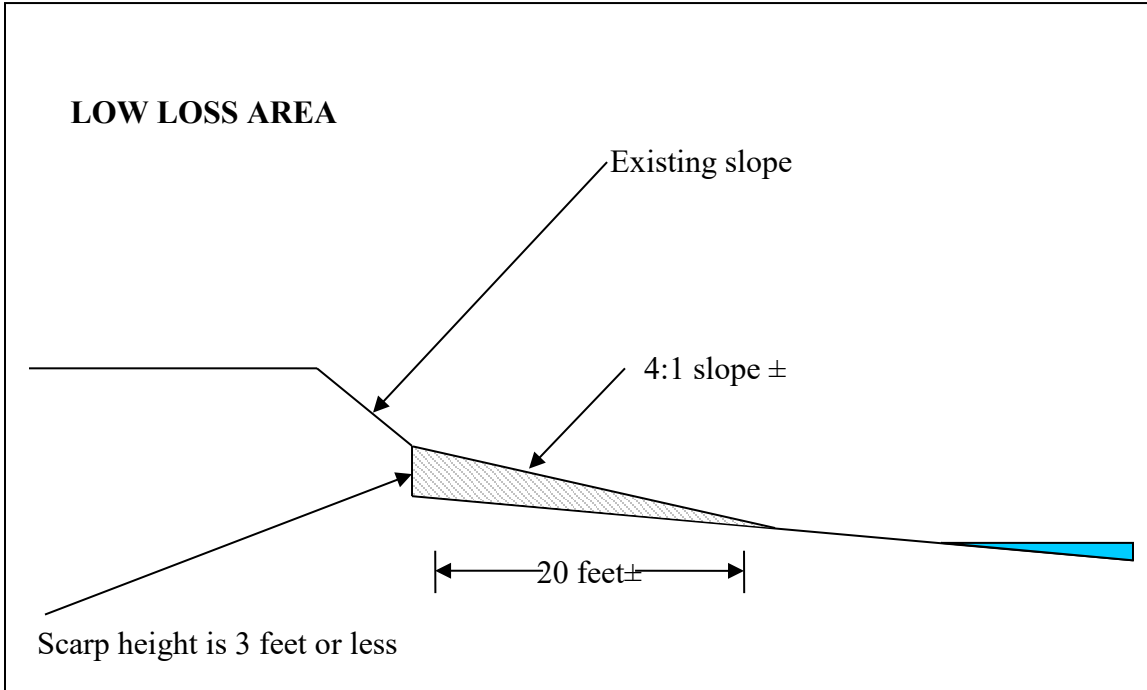 LOW LOSS AREA
Existing slope
4:1 slope ±
20 feet±
Scarp height is 3 feet or less